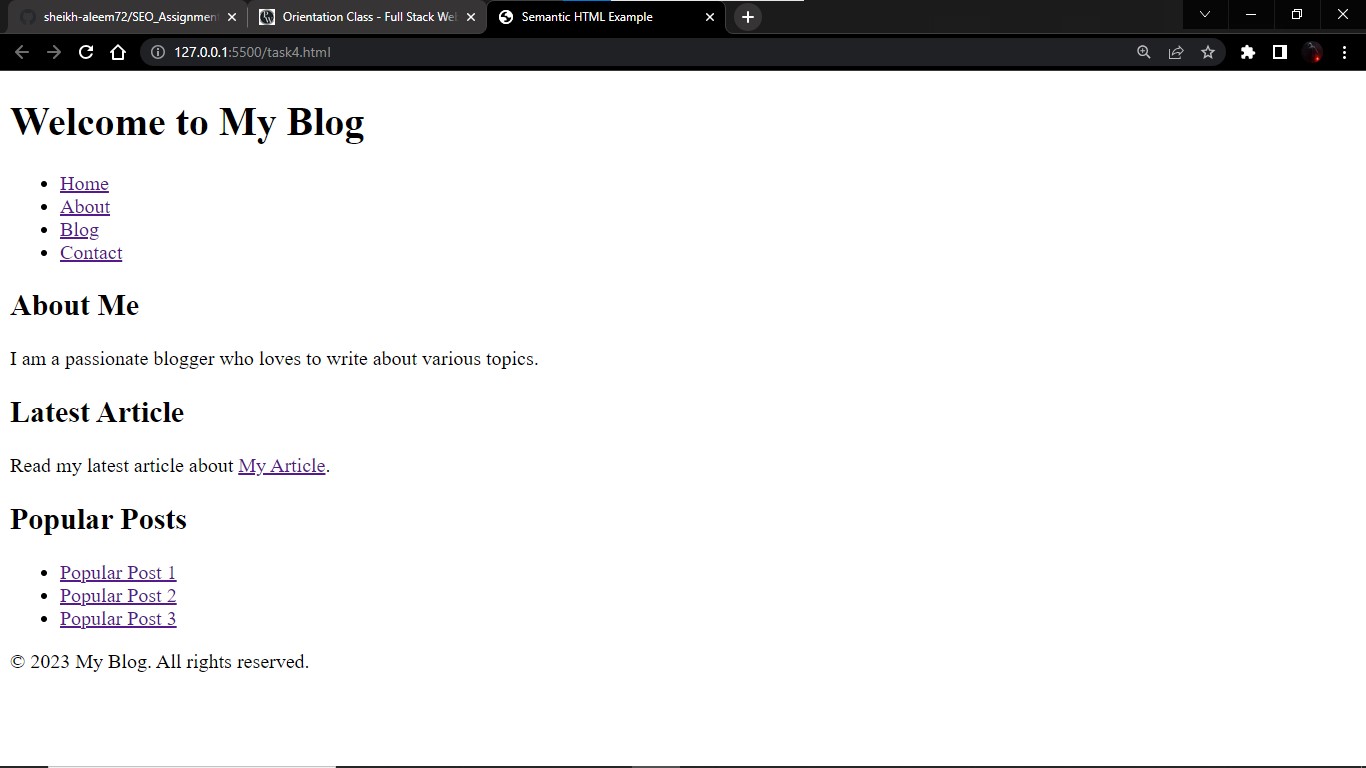 sheikh-aleem72/SEO_Assignment
Orientation Class - Full Stack We
Semantic HTML Example
127.0.0.1:5500/task4.html
Welcome to My Blog
Home
About
Blog
Contact
About Me
I am a passionate blogger who loves to write about various topics.
Latest Article
Read my latest article about My Article.
Popular Posts
Popular Post 1
Popular Post 2
Popular Post 3
© 2023 My Blog. All rights reserved.